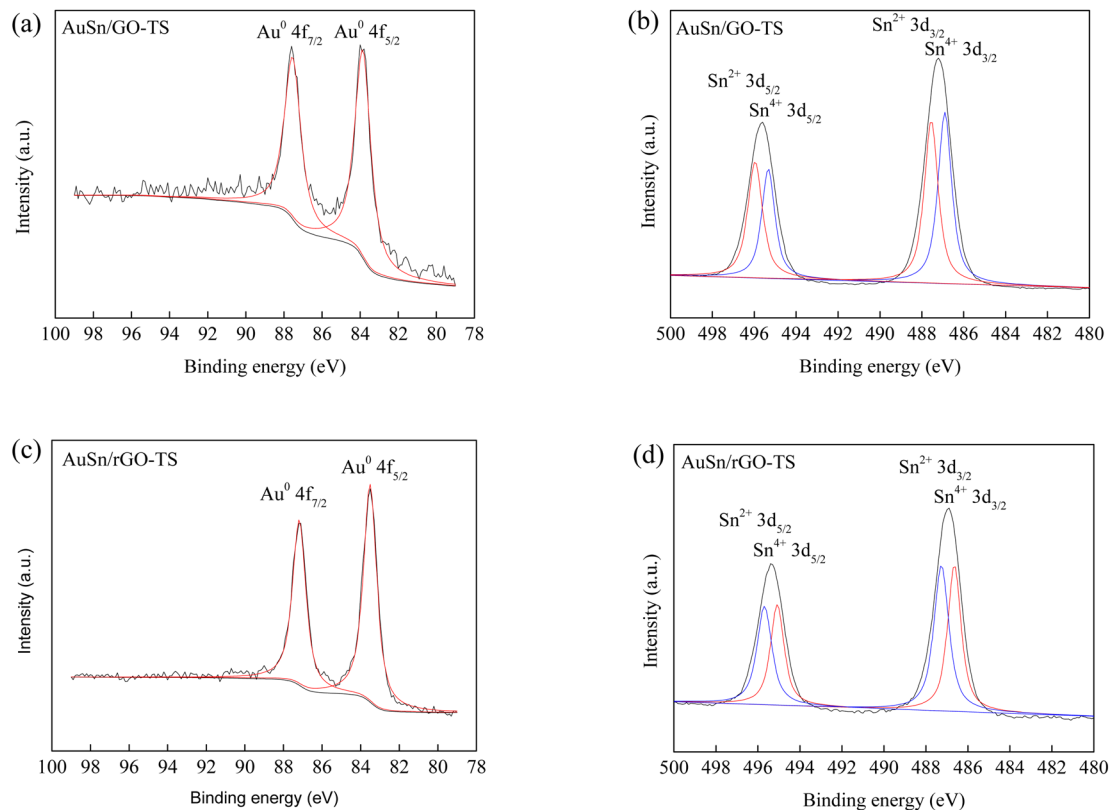 (a)
AuSn/GO-TS
Au⁰ 4f₇/₂ Au⁰ 4f₅/₂
Intensity (a.u.)
100 98 96 94 92 90 88 86 84 82 80 78
Binding energy (eV)
(b)
AuSn/GO-TS
Sn²⁺ 3d₃/₂
Sn⁴⁺ 3d₃/₂
Sn²⁺ 3d₅/₂
Sn⁴⁺ 3d₅/₂
Intensity (a.u.)
500 498 496 494 492 490 488 486 484 482 480
Binding energy (eV)
(c)
AuSn/rGO-TS
Au⁰ 4f₅/₂
Au⁰ 4f₇/₂
Intensity (a.u.)
100 98 96 94 92 90 88 86 84 82 80 78
Binding energy (eV)
(d)
AuSn/rGO-TS
Sn²⁺ 3d₃/₂
Sn⁴⁺ 3d₃/₂
Sn²⁺ 3d₅/₂
Sn⁴⁺ 3d₅/₂
Intensity (a.u.)
500 498 496 494 492 490 488 486 484 482 480
Binding energy (eV)